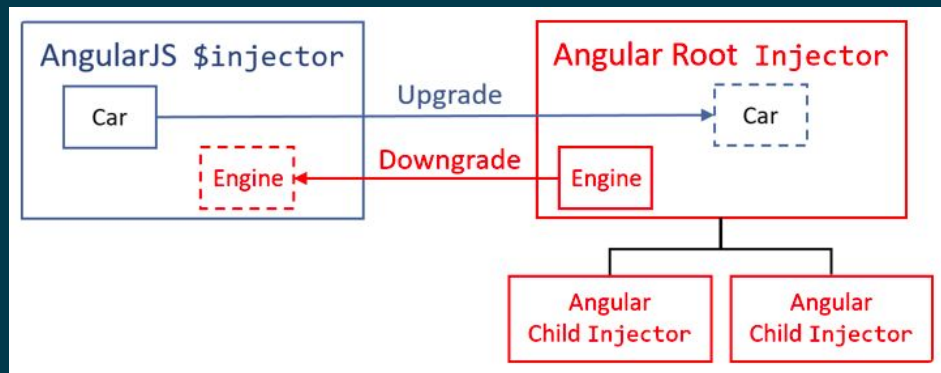 AngularJS $injector
Angular Root Injector
Car
Upgrade
Car
Engine
Downgrade
Engine
Angular
Child Injector
Angular
Child Injector